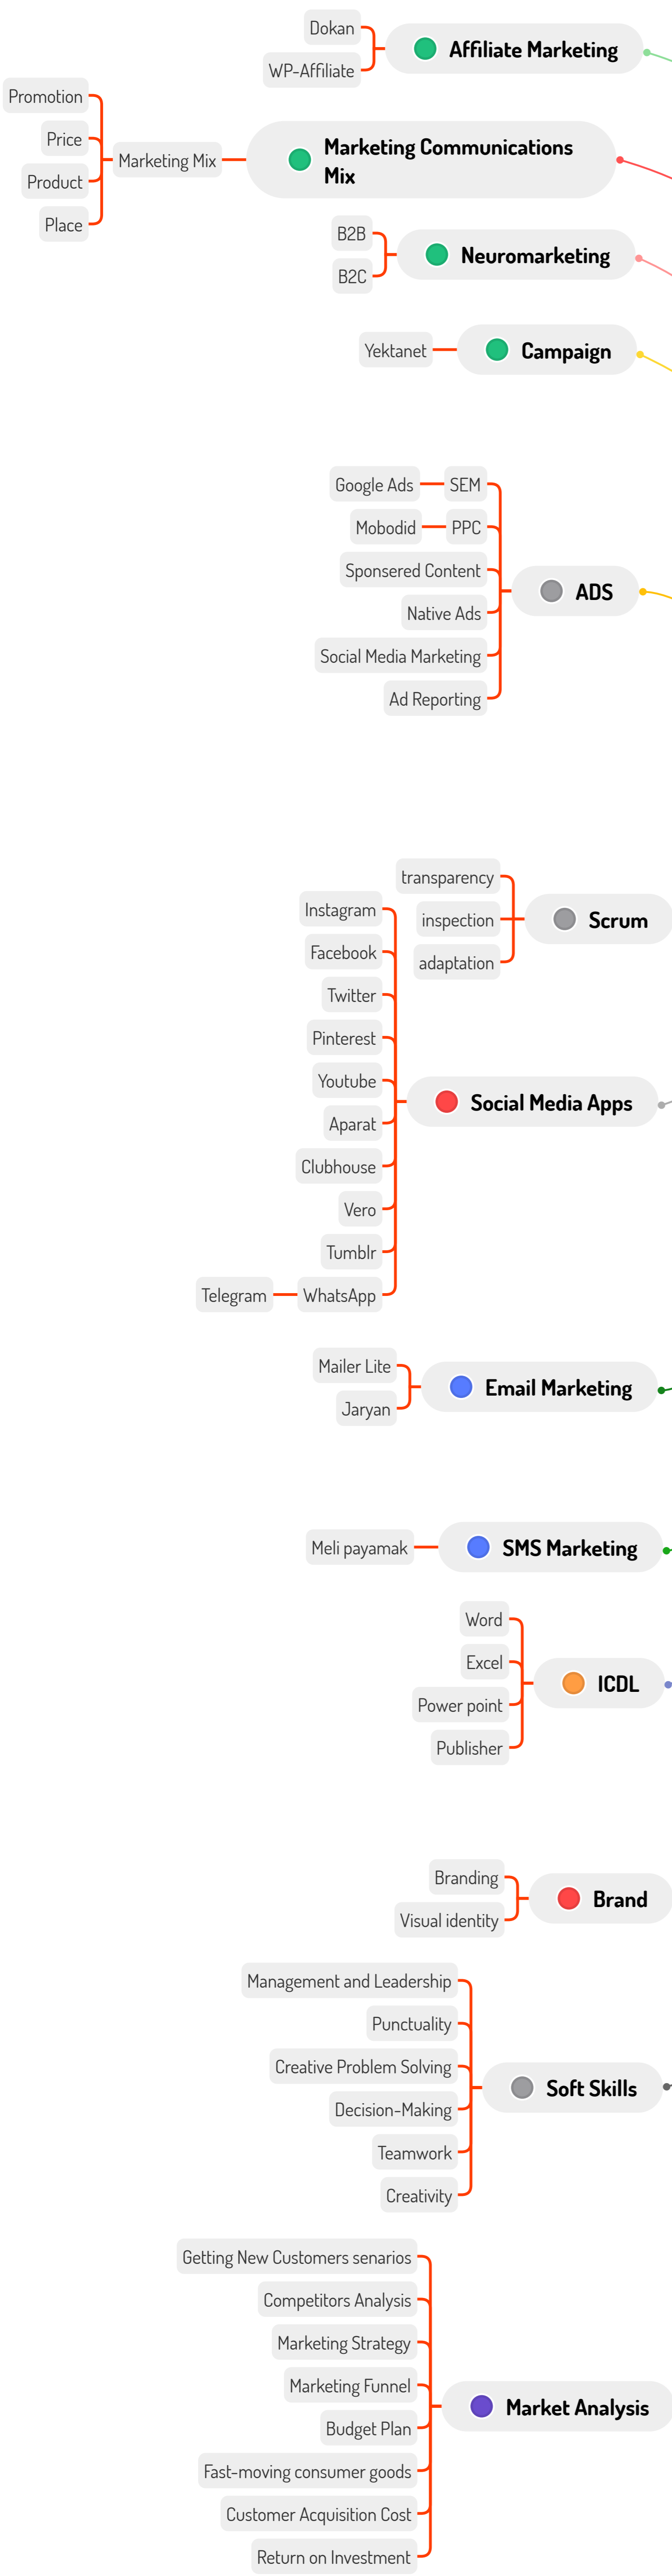 Dokan
WP-Affiliate
Affiliate Marketing
Promotion
Price
Product
Place
Marketing Mix
Marketing Communications
Mix
B2B
B2C
Neuromarketing
Yektanet
Campaign
Google Ads
SEM
Mobodid
PPC
Sponsered Content
Native Ads
Social Media Marketing
Ad Reporting
ADS
transparency
inspection
adaptation
Scrum
Instagram
Facebook
Twitter
Pinterest
Youtube
Aparat
Clubhouse
Vero
Tumblr
Telegram
WhatsApp
Social Media Apps
Mailer Lite
Jaryan
Email Marketing
Meli payamak
SMS Marketing
Word
Excel
Power point
Publisher
ICDL
Branding
Visual identity
Brand
Management and Leadership
Punctuality
Creative Problem Solving
Decision-Making
Teamwork
Creativity
Soft Skills
Getting New Customers senarios
Competitors Analysis
Marketing Strategy
Marketing Funnel
Budget Plan
Fast-moving consumer goods
Customer Acquisition Cost
Return on Investment
Market Analysis